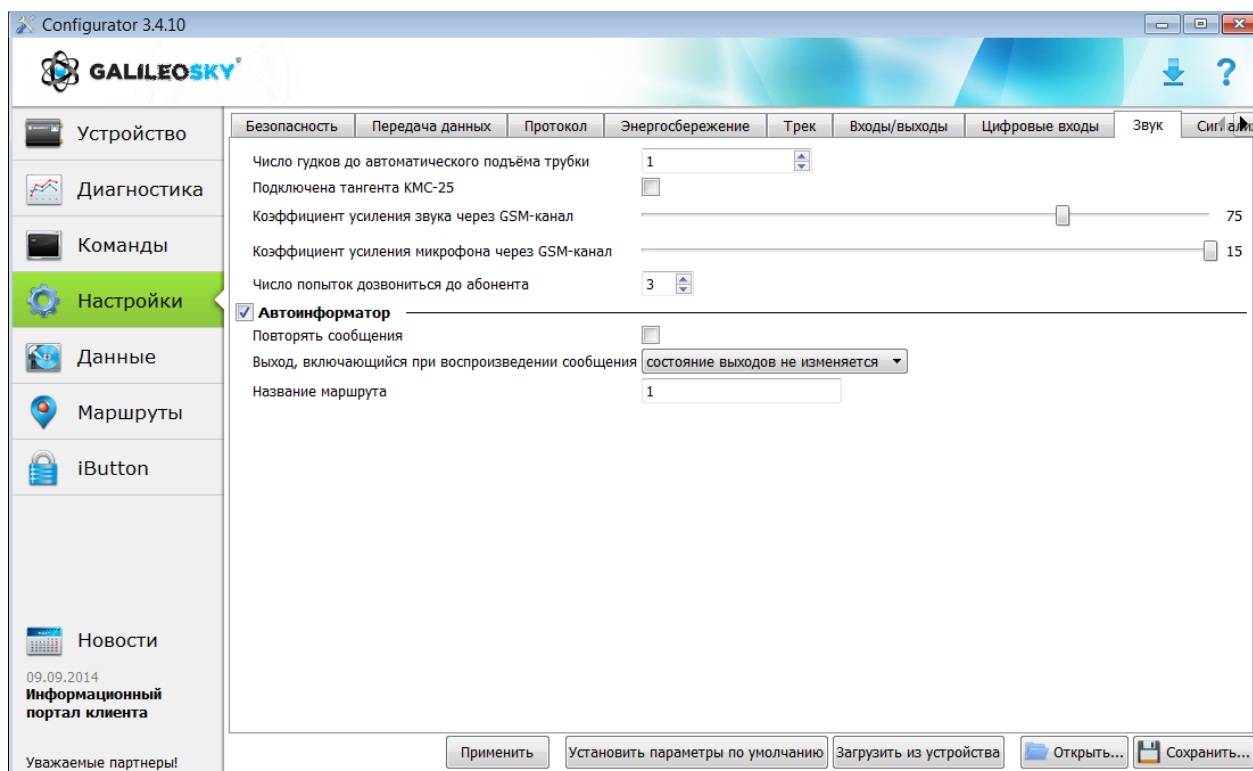 Configurator 3.4.10
GALILEOSKY
Устройство
Диагностика
Команды
Настройки
Данные
Маршруты
iButton
Новости
09.09.2014
Информационный
портал клиента
Уважаемые партнеры!
Безопасность Передача данных Протокол Энергосбережение Трек Входы/выходы Цифровые входы Звук
Число гудков до автоматического подъёма трубки 1
Подключена тангента КМС-25
Коэффициент усиления звука через GSM-канал 75
Коэффициент усиления микрофона через GSM-канал 15
Число попыток дозвониться до абонента 3
Автоинформатор
Повторять сообщения
Выход, включающийся при воспроизведении сообщения состояние выходов не изменяется
Название маршрута 1
Применить Установить параметры по умолчанию Загрузить из устройства Открыть... Сохранить...